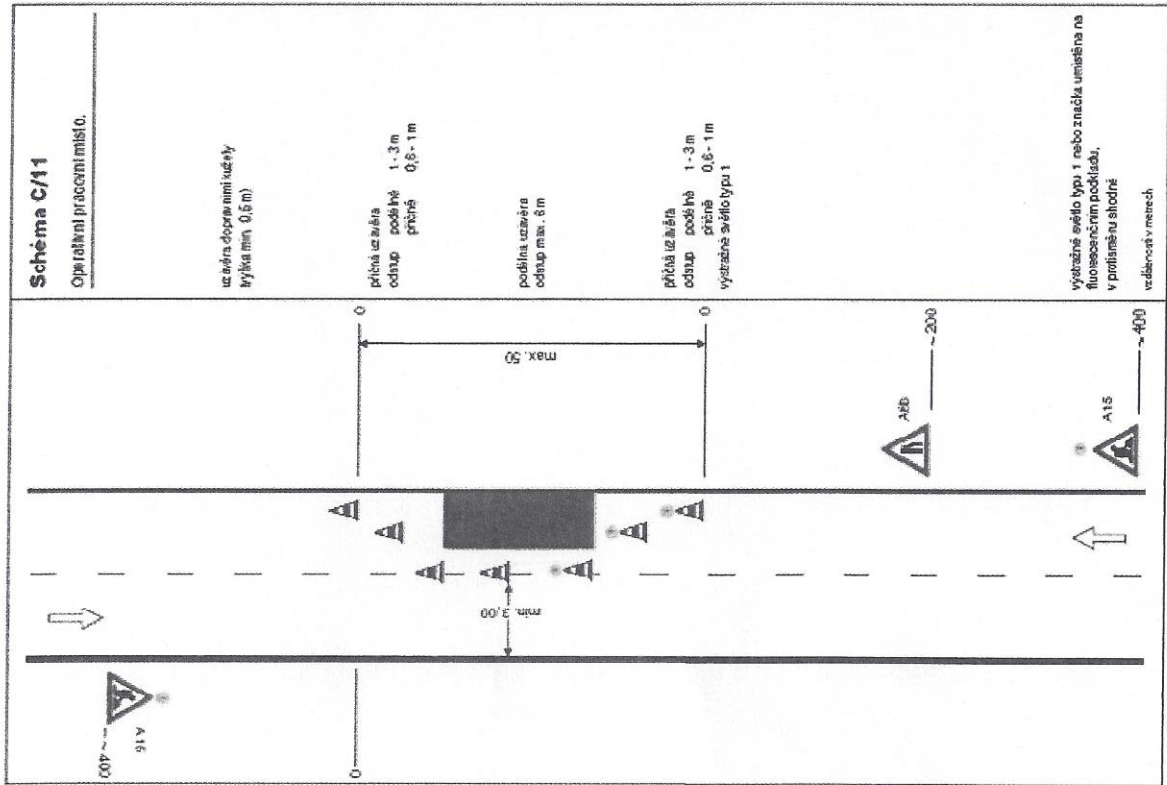 Schéma C/11
Operativní pracovní místo.
uzávěra dopravními kužely
(výška min. 0,6 m)
příčná uzávěra
odstup podélně 1 - 3 m
příčně 0,6 - 1 m
podélná uzávěra
odstup max. 6 m
příčná uzávěra
odstup podélně 1 - 3 m
příčně 0,6 - 1 m
výstražné světlo typu 1
výstražné světlo typu 1 nebo značka umístěna na
fluorescenčním podkladu,
v protisměru shodně
vzdálenosti v metrech
0
max. 50
0
A6b
~200
A15
~400
min. 3,00
A15
~400
0